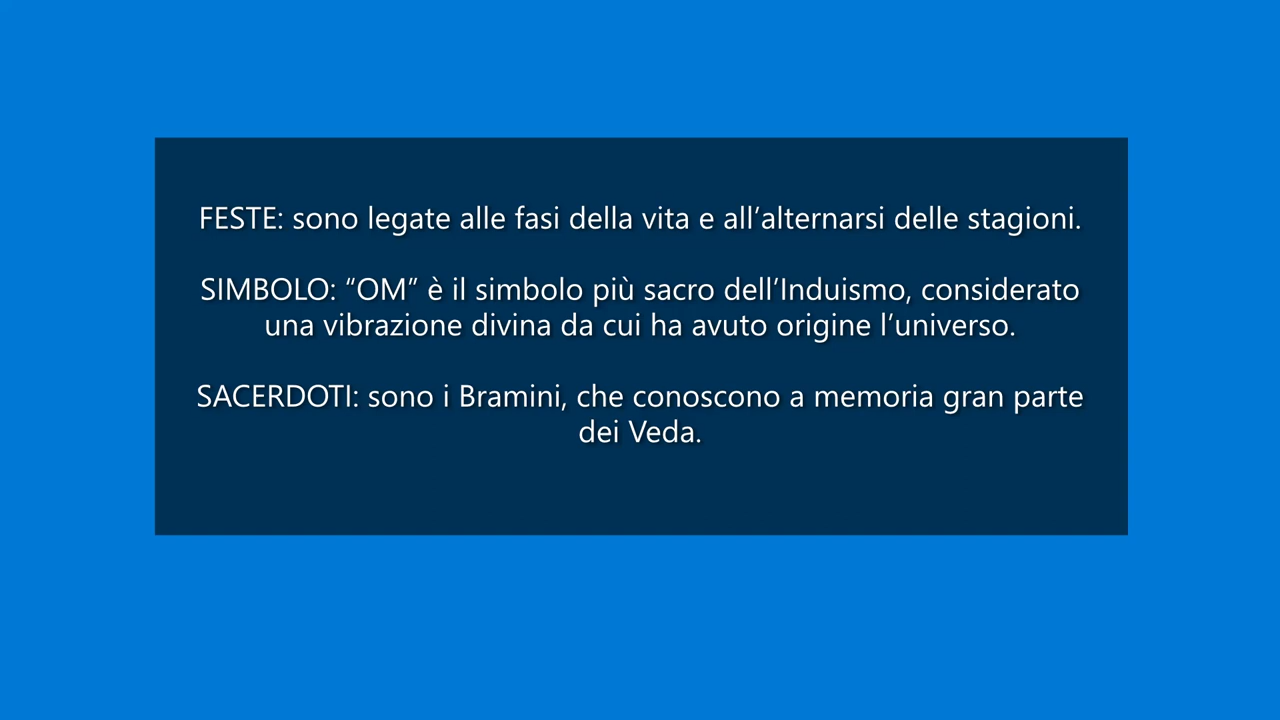 FESTE: sono legate alle fasi della vita e all’alternarsi delle stagioni.
SIMBOLO: “OM” è il simbolo più sacro dell’Induismo, considerato
una vibrazione divina da cui ha avuto origine l’universo.
SACERDOTI: sono i Bramini, che conoscono a memoria gran parte
dei Veda.